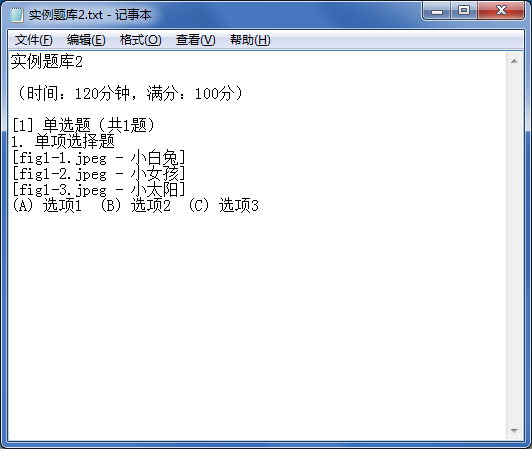 实例题库2.txt - 记事本
文件(F) 编辑(E) 格式(O) 查看(V) 帮助(H)
实例题库2
（时间：120分钟，满分：100分）
[1] 单选题（共1题）
1. 单项选择题
[fig1-1.jpeg - 小白兔]
[fig1-2.jpeg - 小女孩]
[fig1-3.jpeg - 小太阳]
(A) 选项1 (B) 选项2 (C) 选项3